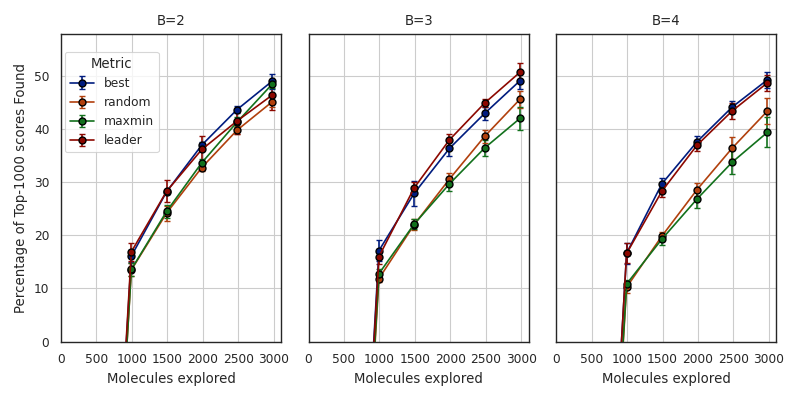 B=2
B=3
B=4
Percentage of Top-1000 scores Found
50
40
30
20
10
0
Metric
best
random
maxmin
leader
0 500 1000 1500 2000 2500 3000
0 500 1000 1500 2000 2500 3000
0 500 1000 1500 2000 2500 3000
Molecules explored
Molecules explored
Molecules explored